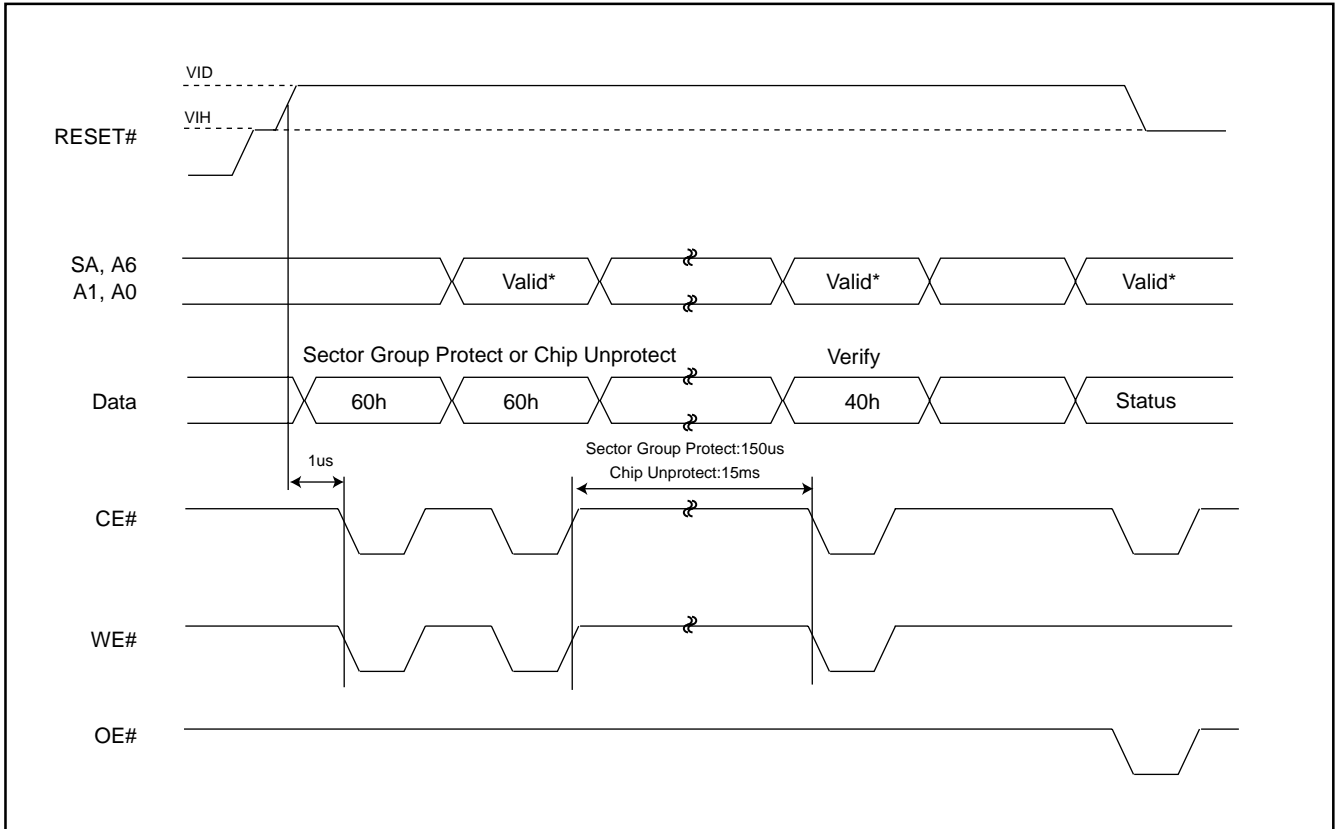 VID
VIH
RESET#
SA, A6
A1, A0
Valid*
Valid*
Valid*
Sector Group Protect or Chip Unprotect
Verify
Data
60h
60h
40h
Status
1us
Sector Group Protect:150us
Chip Unprotect:15ms
CE#
WE#
OE#